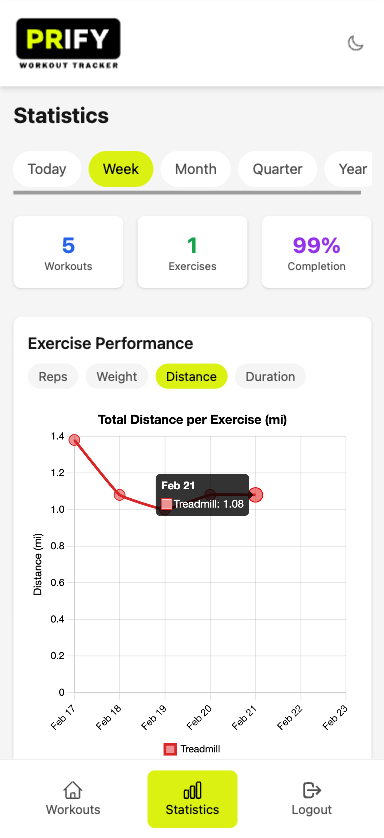 PRIFY
WORKOUT TRACKER
Statistics
Today Week Month Quarter Year
5 1 99%
Workouts Exercises Completion
Exercise Performance
Reps Weight Distance Duration
Total Distance per Exercise (mi)
1.4
1.2
1.0
0.8
0.6
0.4
0.2
0
Distance (mi)
Feb 21
Treadmill: 1.08
Feb 17 Feb 18 Feb 19 Feb 20 Feb 21 Feb 22 Feb 23
Treadmill
Workouts Statistics Logout